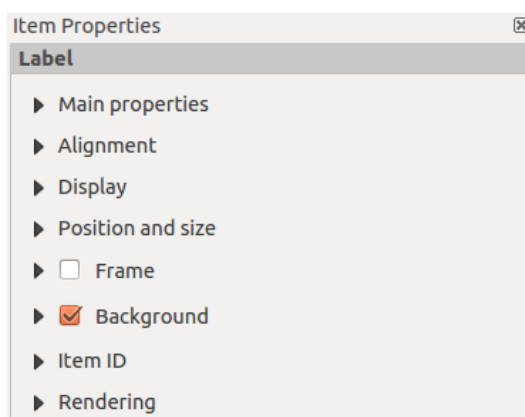 Item Properties
Label
Main properties
Alignment
Display
Position and size
Frame
Background
Item ID
Rendering